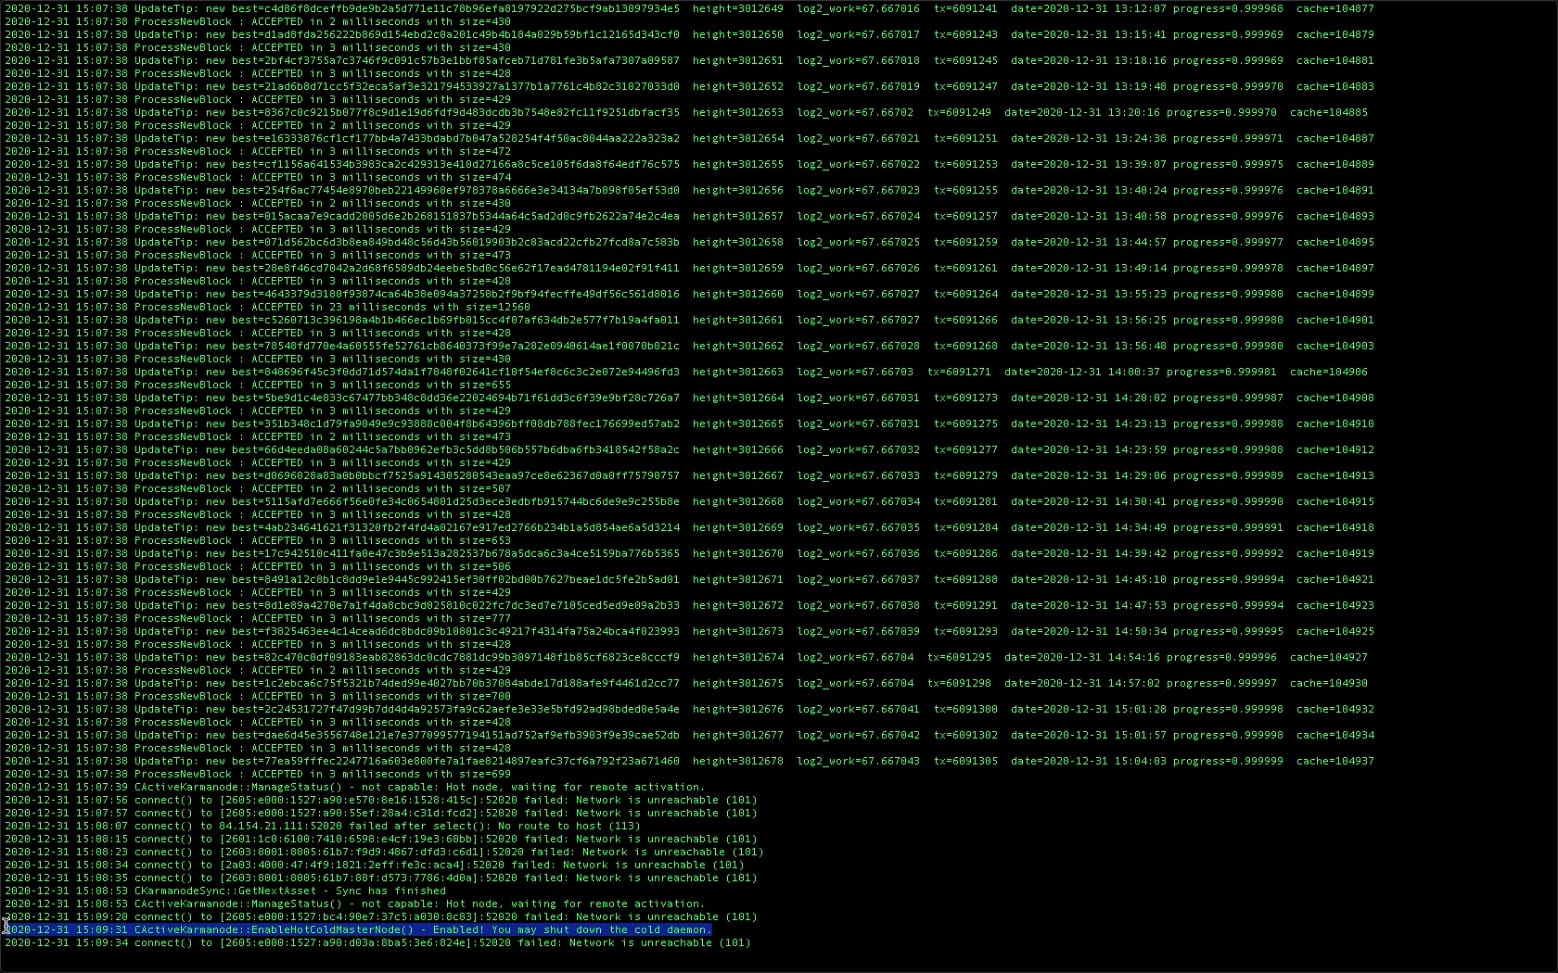 2020-12-31 15:07:38 UpdateTip: new best=c4d86f8dceffb9de9b2a5d771e11c78b96efa8197922d275bcf9ab13097934e5  height=3012649  log2_work=67.667016  tx=6091241  date=2020-12-31 13:12:07 progress=0.999968  cache=104877
2020-12-31 15:07:38 ProcessNewBlock : ACCEPTED in 2 milliseconds with size=430
2020-12-31 15:07:38 UpdateTip: new best=d1ad8fda256222b869d154ebd2c0a201c49b4b184a029b59bf1c12165d343cf0  height=3012650  log2_work=67.667017  tx=6091243  date=2020-12-31 13:15:41 progress=0.999969  cache=104879
2020-12-31 15:07:38 ProcessNewBlock : ACCEPTED in 3 milliseconds with size=430
2020-12-31 15:07:38 UpdateTip: new best=2bf4cf3755a7c3746f9c091c57b3e1bbf85afceb71d781fe3b5afa7307a09587  height=3012651  log2_work=67.667018  tx=6091245  date=2020-12-31 13:18:16 progress=0.999969  cache=104881
2020-12-31 15:07:38 ProcessNewBlock : ACCEPTED in 3 milliseconds with size=428
2020-12-31 15:07:38 UpdateTip: new best=21ad6b8d71cc5f32eca5af3e321794533927a1377b1a7761c4b82c31027033d0  height=3012652  log2_work=67.667019  tx=6091247  date=2020-12-31 13:19:48 progress=0.999970  cache=104883
2020-12-31 15:07:38 ProcessNewBlock : ACCEPTED in 3 milliseconds with size=429
2020-12-31 15:07:38 UpdateTip: new best=8367c0c9215b077f8c9d1e19d6fdf9d483dcdb3b7548e82fc11f9251dbfacf35  height=3012653  log2_work=67.66702  tx=6091249  date=2020-12-31 13:20:16 progress=0.999970  cache=104885
2020-12-31 15:07:38 ProcessNewBlock : ACCEPTED in 2 milliseconds with size=429
2020-12-31 15:07:38 UpdateTip: new best=e16333876cf1cf177bb4a7433bdabd7b047a528254f4f50ac8044aa222a323a2  height=3012654  log2_work=67.667021  tx=6091251  date=2020-12-31 13:24:38 progress=0.999971  cache=104887
2020-12-31 15:07:38 ProcessNewBlock : ACCEPTED in 3 milliseconds with size=472
2020-12-31 15:07:38 UpdateTip: new best=cf1156a641534b3983ca2c429313e410d27166a8c5ce105f6da8f64edf76c575  height=3012655  log2_work=67.667022  tx=6091253  date=2020-12-31 13:39:07 progress=0.999975  cache=104889
2020-12-31 15:07:38 ProcessNewBlock : ACCEPTED in 3 milliseconds with size=474
2020-12-31 15:07:38 UpdateTip: new best=254f6ac77454e8970beb22149960ef978378a6666e3e34134a7b098f05ef53d0  height=3012656  log2_work=67.667023  tx=6091255  date=2020-12-31 13:40:24 progress=0.999976  cache=104891
2020-12-31 15:07:38 ProcessNewBlock : ACCEPTED in 2 milliseconds with size=430
2020-12-31 15:07:38 UpdateTip: new best=015acaa7e9cadd2005d6e2b268151837b5344a64c5ad2d0c9fb2622a74e2c4ea  height=3012657  log2_work=67.667024  tx=6091257  date=2020-12-31 13:40:58 progress=0.999976  cache=104893
2020-12-31 15:07:38 ProcessNewBlock : ACCEPTED in 3 milliseconds with size=429
2020-12-31 15:07:38 UpdateTip: new best=071d562bc6d3b8ea849bd48c56d43b56019903b2c83acd22cfb27fcd8a7c583b  height=3012658  log2_work=67.667025  tx=6091259  date=2020-12-31 13:44:57 progress=0.999977  cache=104895
2020-12-31 15:07:38 ProcessNewBlock : ACCEPTED in 3 milliseconds with size=473
2020-12-31 15:07:38 UpdateTip: new best=28e8f46cd7042a2d68f6589db24eebe5bd0c56e62f17ead4781194e02f91f411  height=3012659  log2_work=67.667026  tx=6091261  date=2020-12-31 13:49:14 progress=0.999978  cache=104897
2020-12-31 15:07:38 ProcessNewBlock : ACCEPTED in 3 milliseconds with size=428
2020-12-31 15:07:38 UpdateTip: new best=4643379d3180f93874ca64b38e094a37258b2f9bf94fecffe49df56c561d8016  height=3012660  log2_work=67.667027  tx=6091264  date=2020-12-31 13:55:23 progress=0.999980  cache=104899
2020-12-31 15:07:38 ProcessNewBlock : ACCEPTED in 23 milliseconds with size=12560
2020-12-31 15:07:38 UpdateTip: new best=c5260713c396198a4b1b466ec1b69fb015cc4f07af634db2e577f7b19a4fa011  height=3012661  log2_work=67.667027  tx=6091266  date=2020-12-31 13:56:25 progress=0.999980  cache=104901
2020-12-31 15:07:38 ProcessNewBlock : ACCEPTED in 3 milliseconds with size=428
2020-12-31 15:07:38 UpdateTip: new best=78548fd770e4a60555fe52761cb8640373f99e7a282e0940614ae1f0070b821c  height=3012662  log2_work=67.667028  tx=6091268  date=2020-12-31 13:56:48 progress=0.999980  cache=104903
2020-12-31 15:07:38 ProcessNewBlock : ACCEPTED in 3 milliseconds with size=430
2020-12-31 15:07:38 UpdateTip: new best=848696f45c3f0dd71d574da1f7848f02641cf10f54ef8c6c3c2e072e94496fd3  height=3012663  log2_work=67.66703  tx=6091271  date=2020-12-31 14:00:37 progress=0.999981  cache=104906
2020-12-31 15:07:38 ProcessNewBlock : ACCEPTED in 3 milliseconds with size=655
2020-12-31 15:07:38 UpdateTip: new best=5be9d1c4e833c67477bb348c8dd36e22024694b71f61dd3c6f39e9bf28c726a7  height=3012664  log2_work=67.667031  tx=6091273  date=2020-12-31 14:20:02 progress=0.999987  cache=104908
2020-12-31 15:07:38 ProcessNewBlock : ACCEPTED in 3 milliseconds with size=429
2020-12-31 15:07:38 UpdateTip: new best=351b348c1d79fa9049e9c93888c004f8b64396bff08db788fec176699ed57ab2  height=3012665  log2_work=67.667031  tx=6091275  date=2020-12-31 14:23:13 progress=0.999988  cache=104910
2020-12-31 15:07:38 ProcessNewBlock : ACCEPTED in 2 milliseconds with size=473
2020-12-31 15:07:38 UpdateTip: new best=66d4eeda08a60244c5a7bb0962efb3c5dd8b506b557b6dba6fb3418542f58a2c  height=3012666  log2_work=67.667032  tx=6091277  date=2020-12-31 14:23:59 progress=0.999988  cache=104912
2020-12-31 15:07:38 ProcessNewBlock : ACCEPTED in 3 milliseconds with size=429
2020-12-31 15:07:38 UpdateTip: new best=d0696028a83a0b0bbcf7525a914305280543eaa97ce8e62367d0a0ff75790757  height=3012667  log2_work=67.667033  tx=6091279  date=2020-12-31 14:29:06 progress=0.999989  cache=104913
2020-12-31 15:07:38 ProcessNewBlock : ACCEPTED in 2 milliseconds with size=507
2020-12-31 15:07:38 UpdateTip: new best=5115afd7e666f56e0fe34c0654801d25d3ece3edbfb915744bc6de9e9c255b8e  height=3012668  log2_work=67.667034  tx=6091281  date=2020-12-31 14:30:41 progress=0.999990  cache=104915
2020-12-31 15:07:38 ProcessNewBlock : ACCEPTED in 3 milliseconds with size=428
2020-12-31 15:07:38 UpdateTip: new best=4ab234641621f31320fb2f4fd4a02167e917ed2766b234b1a5d854ae6a5d3214  height=3012669  log2_work=67.667035  tx=6091284  date=2020-12-31 14:34:49 progress=0.999991  cache=104918
2020-12-31 15:07:38 ProcessNewBlock : ACCEPTED in 3 milliseconds with size=653
2020-12-31 15:07:38 UpdateTip: new best=17c942510c411fa0e47c3b9e513a282537b678a5dca6c3a4ce5159ba776b5365  height=3012670  log2_work=67.667036  tx=6091286  date=2020-12-31 14:39:42 progress=0.999992  cache=104919
2020-12-31 15:07:38 ProcessNewBlock : ACCEPTED in 3 milliseconds with size=506
2020-12-31 15:07:38 UpdateTip: new best=8491a12c8b1c8dd9e1e9445c992415ef30ff02bd00b7627beae1dc5fe2b5ad01  height=3012671  log2_work=67.667037  tx=6091288  date=2020-12-31 14:45:10 progress=0.999994  cache=104921
2020-12-31 15:07:38 ProcessNewBlock : ACCEPTED in 3 milliseconds with size=429
2020-12-31 15:07:38 UpdateTip: new best=8d1e89a4270e7a1f4da8cbc9d025810c022fc7dc3ed7e7105ced5ed9e09a2b33  height=3012672  log2_work=67.667038  tx=6091291  date=2020-12-31 14:47:53 progress=0.999994  cache=104923
2020-12-31 15:07:38 ProcessNewBlock : ACCEPTED in 3 milliseconds with size=777
2020-12-31 15:07:38 UpdateTip: new best=f3825463ee4c14cead6dc8bdc09b10801c3c49217f4314fa75a24bca4f023993  height=3012673  log2_work=67.667039  tx=6091293  date=2020-12-31 14:50:34 progress=0.999995  cache=104925
2020-12-31 15:07:38 ProcessNewBlock : ACCEPTED in 3 milliseconds with size=428
2020-12-31 15:07:38 UpdateTip: new best=82c470c0df09183eab82863dc0cdc7881dc99b3097148f1b85cf6823ce8cccf9  height=3012674  log2_work=67.66704  tx=6091295  date=2020-12-31 14:54:16 progress=0.999996  cache=104927
2020-12-31 15:07:38 ProcessNewBlock : ACCEPTED in 2 milliseconds with size=429
2020-12-31 15:07:38 UpdateTip: new best=1c2ebca6c75f5321b74ded99e4027bb70b37084abde17d188afe9f4461d2cc77  height=3012675  log2_work=67.66704  tx=6091298  date=2020-12-31 14:57:02 progress=0.999997  cache=104930
2020-12-31 15:07:38 ProcessNewBlock : ACCEPTED in 3 milliseconds with size=700
2020-12-31 15:07:38 UpdateTip: new best=2c24531727f47d99b7dd4d4a92573fa9c62aefe3e33e5bfd92ad98bded0e5a4e  height=3012676  log2_work=67.667041  tx=6091300  date=2020-12-31 15:01:28 progress=0.999998  cache=104932
2020-12-31 15:07:38 ProcessNewBlock : ACCEPTED in 3 milliseconds with size=428
2020-12-31 15:07:38 UpdateTip: new best=dae6d45e3556748e121e7e377099577194151ad752af9efb3903f9e39cae52db  height=3012677  log2_work=67.667042  tx=6091302  date=2020-12-31 15:01:57 progress=0.999998  cache=104934
2020-12-31 15:07:38 ProcessNewBlock : ACCEPTED in 3 milliseconds with size=428
2020-12-31 15:07:38 UpdateTip: new best=77ea59fffec2247716a603e800fe7a1fae8214897eafc37cf6a792f23a671460  height=3012678  log2_work=67.667043  tx=6091305  date=2020-12-31 15:04:03 progress=0.999999  cache=104937
2020-12-31 15:07:38 ProcessNewBlock : ACCEPTED in 3 milliseconds with size=699
2020-12-31 15:07:39 CActiveKarmanode::ManageStatus() - not capable: Hot node, waiting for remote activation.
2020-12-31 15:07:56 connect() to [2605:e000:1527:a90:e570:8e16:1528:415c]:52020 failed: Network is unreachable (101)
2020-12-31 15:07:57 connect() to [2605:e000:1527:a90:55ef:28a4:c31d:fcd2]:52020 failed: Network is unreachable (101)
2020-12-31 15:08:07 connect() to 84.154.21.111:52020 failed after select(): No route to host (113)
2020-12-31 15:08:15 connect() to [2601:1c0:6100:7410:6598:e4cf:19e3:60bb]:52020 failed: Network is unreachable (101)
2020-12-31 15:08:23 connect() to [2603:8001:8005:61b7:f9d9:4867:dfd3:c6d1]:52020 failed: Network is unreachable (101)
2020-12-31 15:08:34 connect() to [2a03:4000:47:4f9:1821:2eff:fe3c:aca4]:52020 failed: Network is unreachable (101)
2020-12-31 15:08:35 connect() to [2603:8001:8005:61b7:88f:d573:7786:4d0a]:52020 failed: Network is unreachable (101)
2020-12-31 15:08:53 CKarmanodeSync::GetNextAsset - Sync has finished
2020-12-31 15:08:53 CActiveKarmanode::ManageStatus() - not capable: Hot node, waiting for remote activation.
2020-12-31 15:09:20 connect() to [2605:e000:1527:bc4:90e7:37c5:a030:8c83]:52020 failed: Network is unreachable (101)
2020-12-31 15:09:31 CActiveKarmanode::EnableHotColdMasterNode() - Enabled! You may shut down the cold daemon.
2020-12-31 15:09:34 connect() to [2605:e000:1527:a90:d03a:8ba5:3e6:824e]:52020 failed: Network is unreachable (101)